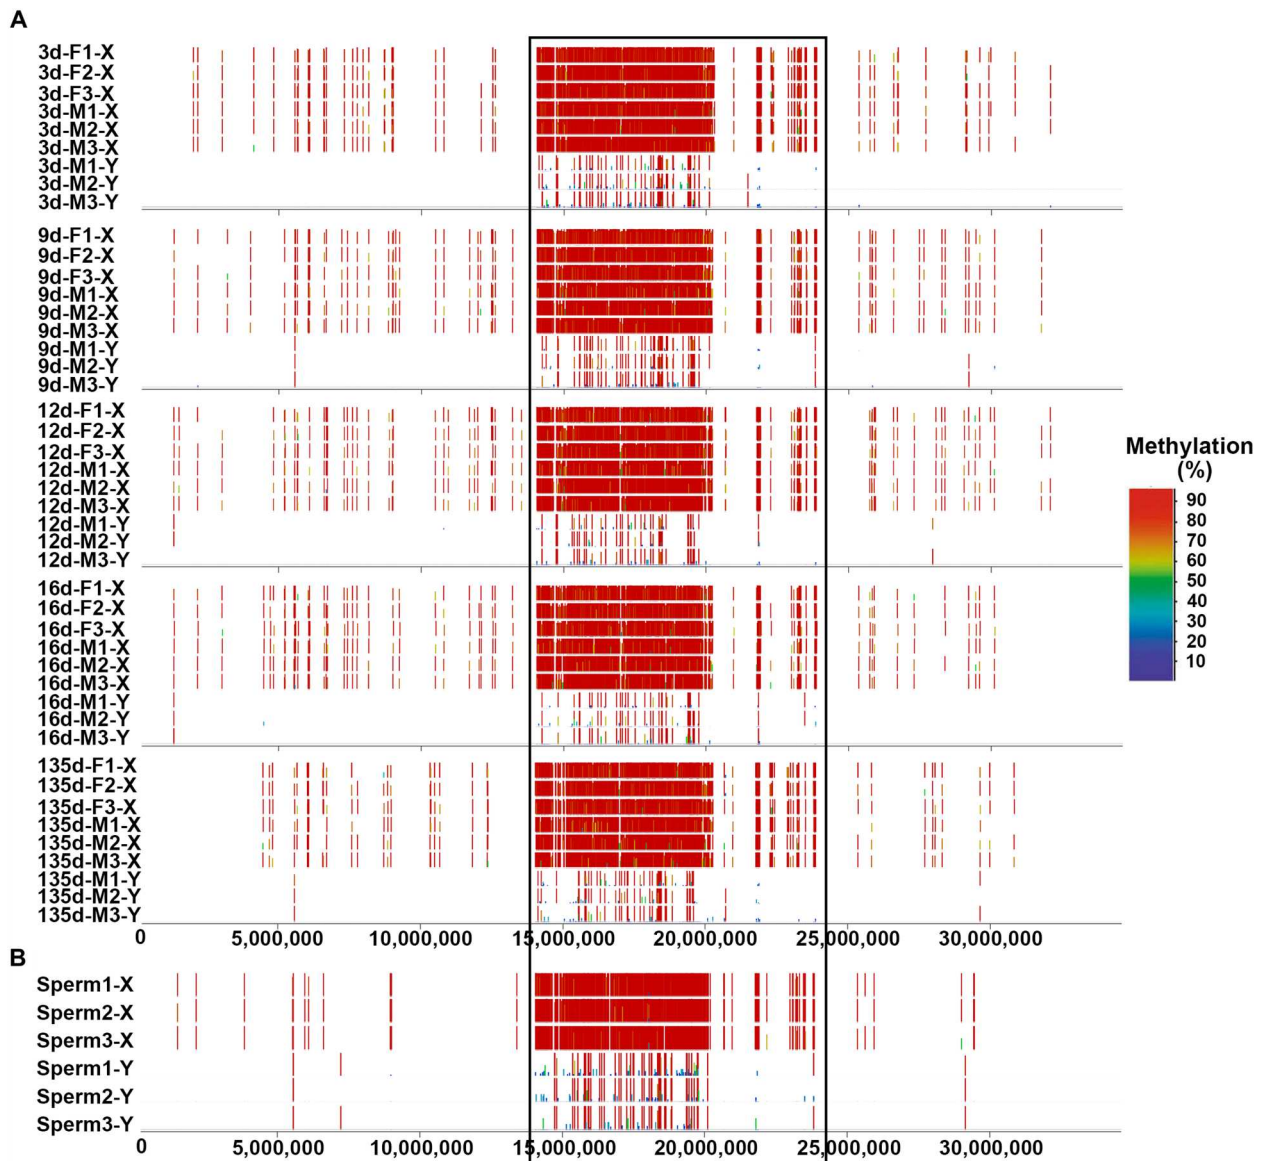 A
3d-F1-X
3d-F2-X
3d-F3-X
3d-M1-X
3d-M2-X
3d-M3-X
3d-M1-Y
3d-M2-Y
3d-M3-Y
9d-F1-X
9d-F2-X
9d-F3-X
9d-M1-X
9d-M2-X
9d-M3-X
9d-M1-Y
9d-M2-Y
9d-M3-Y
12d-F1-X
12d-F2-X
12d-F3-X
12d-M1-X
12d-M2-X
12d-M3-X
12d-M1-Y
12d-M2-Y
12d-M3-Y
16d-F1-X
16d-F2-X
16d-F3-X
16d-M1-X
16d-M2-X
16d-M3-X
16d-M1-Y
16d-M2-Y
16d-M3-Y
135d-F1-X
135d-F2-X
135d-F3-X
135d-M1-X
135d-M2-X
135d-M3-X
135d-M1-Y
135d-M2-Y
135d-M3-Y
0 5,000,000 10,000,000 15,000,000 20,000,000 25,000,000 30,000,000
Methylation
(%)
90
80
70
60
50
40
30
20
10
B
Sperm1-X
Sperm2-X
Sperm3-X
Sperm1-Y
Sperm2-Y
Sperm3-Y
0 5,000,000 10,000,000 15,000,000 20,000,000 25,000,000 30,000,000